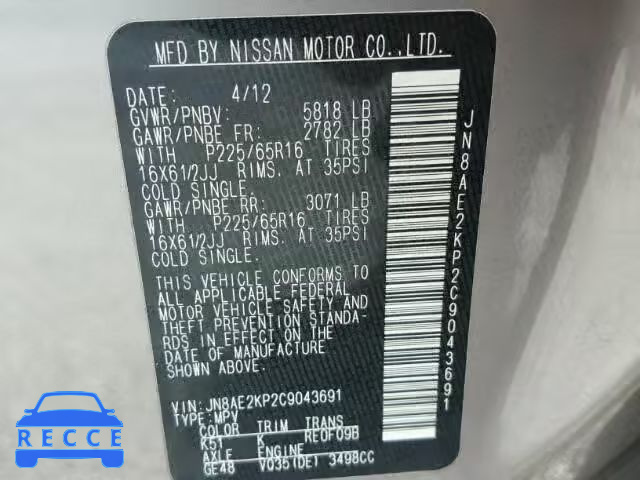 MFD BY NISSAN MOTOR CO.,LTD.
DATE: 4/12
GVWR/PNBV: 5818 LB
GAWR/PNBE FR: 2782 LB
WITH P225/65R16 TIRES
16X61/2JJ RIMS. AT 35PSI
COLD SINGLE.
GAWR/PNBE RR: 3071 LB
WITH P225/65R16 TIRES
16X61/2JJ RIMS. AT 35PSI
COLD SINGLE.
THIS VEHICLE CONFORMS TO
ALL APPLICABLE FEDERAL
MOTOR VEHICLE SAFETY AND
THEFT PREVENTION STANDA-
RDS IN EFFECT ON THE
DATE OF MANUFACTURE
SHOWN ABOVE.
VIN: JN8AE2KP2C9043691
TYPE: MPV
COLOR TRIM TRANS
K51 K RE0F09B
AXLE ENGINE
GE48 VQ35(DE) 3498CC
JN8AE2KP2C9043691
RECCE